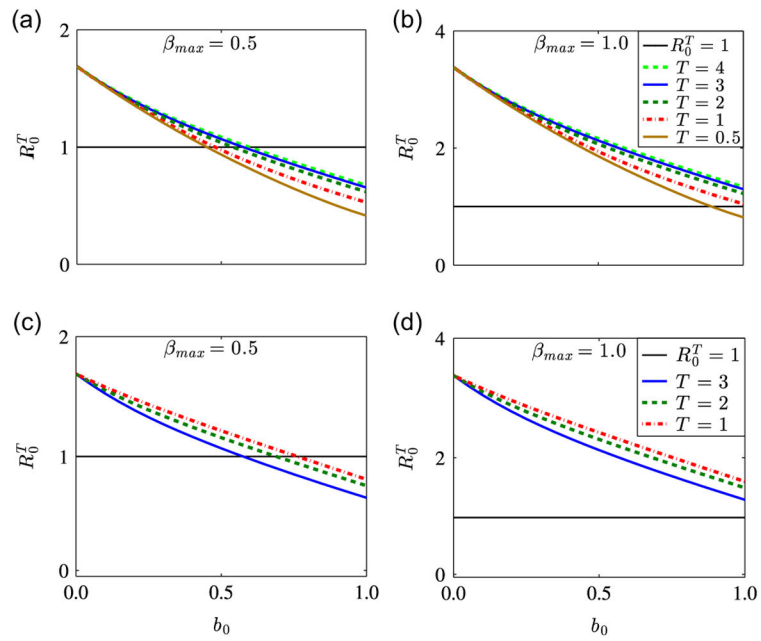 (a)
β_max = 0.5
2
1
0
R_0^T
(b)
β_max = 1.0
4
2
0
R_0^T
R_0^T = 1
T = 4
T = 3
T = 2
T = 1
T = 0.5
(c)
β_max = 0.5
2
1
0
R_0^T
0.0
0.5
1.0
b_0
(d)
β_max = 1.0
4
2
0
R_0^T
R_0^T = 1
T = 3
T = 2
T = 1
0.0
0.5
1.0
b_0